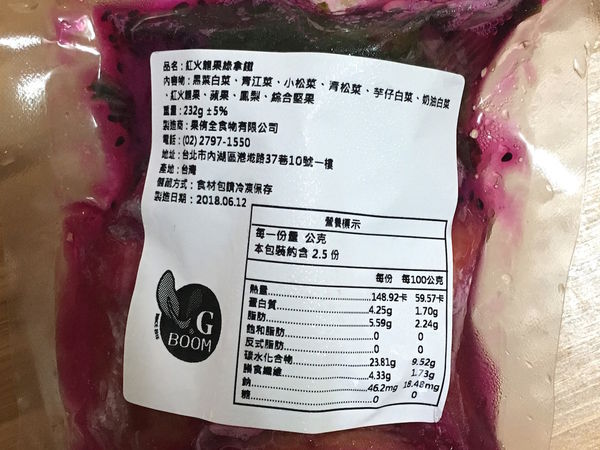 品名:紅火龍果綠拿鐵
內容物:黑葉白菜、青江菜、小松菜、青松菜、芋仔白菜、奶油白菜
、紅火龍果、蘋果、鳳梨、綜合堅果
重量:232g ±5%
製造商:果侑全食物有限公司
電話:(02) 2797-1550
地址:台北市內湖區港墘路37巷10號一樓
產地:台灣
儲藏方式:食材包請冷凍保存
製造日期:2018.06.12
營養標示
每一份量 公克
本包裝約含 2.5 份
每份 每100公克
熱量 148.92卡 59.57卡
蛋白質 4.25g 1.70g
脂肪 5.59g 2.24g
飽和脂肪 0 0
反式脂肪 0 0
碳水化合物 23.81g 9.52g
膳食纖維 4.33g 1.73g
鈉 46.2mg 18.48mg
糖 0 0
G
BOOM